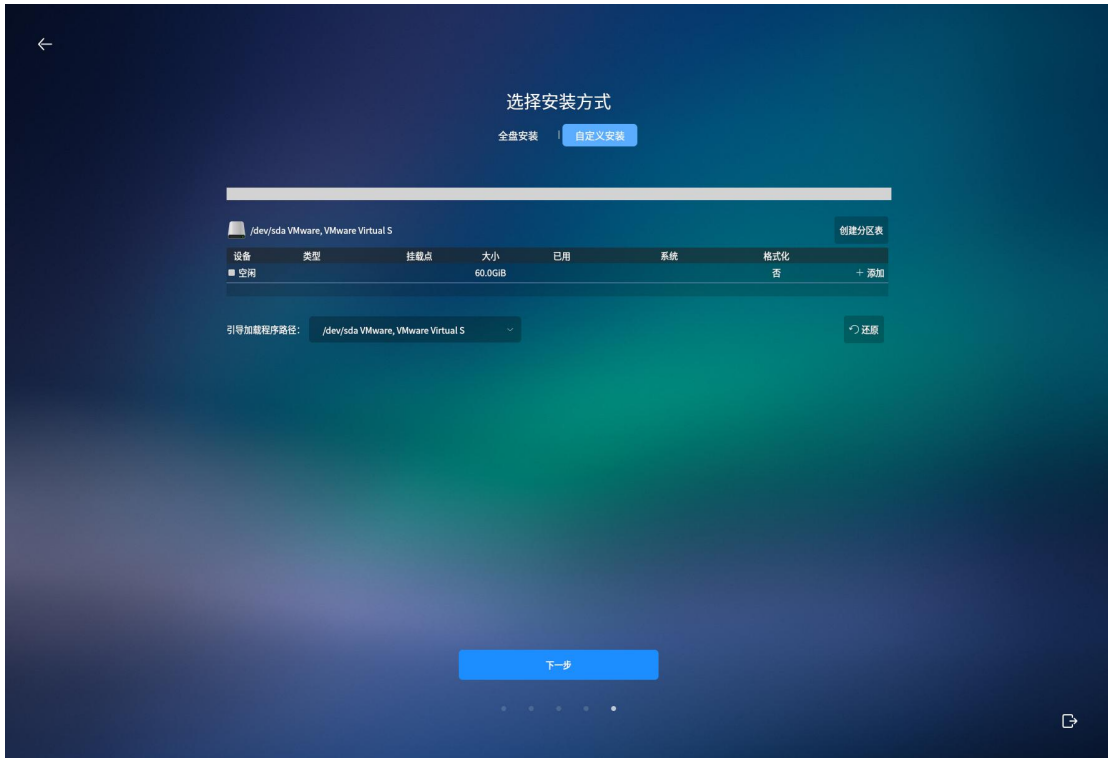 选择安装方式
全盘安装 | 自定义安装
/dev/sda VMware, VMware Virtual S 创建分区表
设备 类型 挂载点 大小 已用 系统 格式化
空闲 60.0GiB 否 + 添加
引导加载程序路径: /dev/sda VMware, VMware Virtual S 还原
下一步